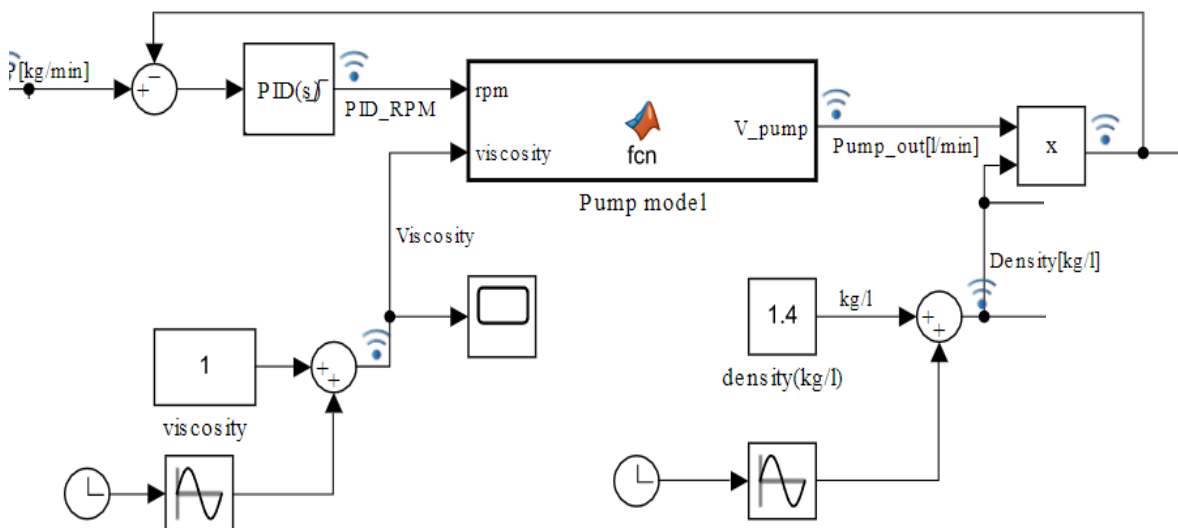 P[kg/min]
+
−
PID(s)
PID_RPM
rpm
viscosity
fcn
V_pump
Pump model
Pump_out[l/min]
x
Viscosity
Density[kg/l]
1
+
+
viscosity
1.4
kg/l
+
+
density(kg/l)